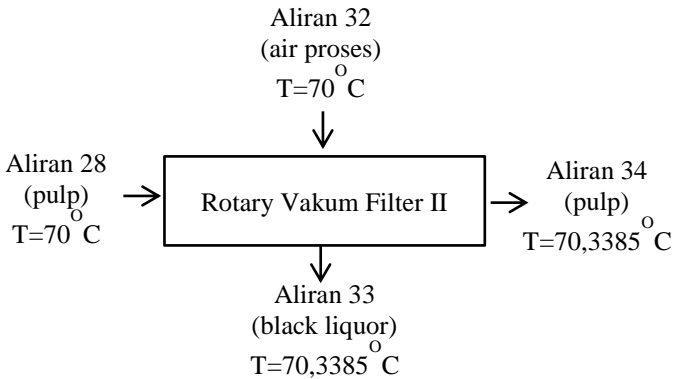 Aliran 32
(air proses)
T=70°C
Aliran 28
(pulp)
T=70°C
Rotary Vakum Filter II
Aliran 34
(pulp)
T=70,3385°C
Aliran 33
(black liquor)
T=70,3385°C